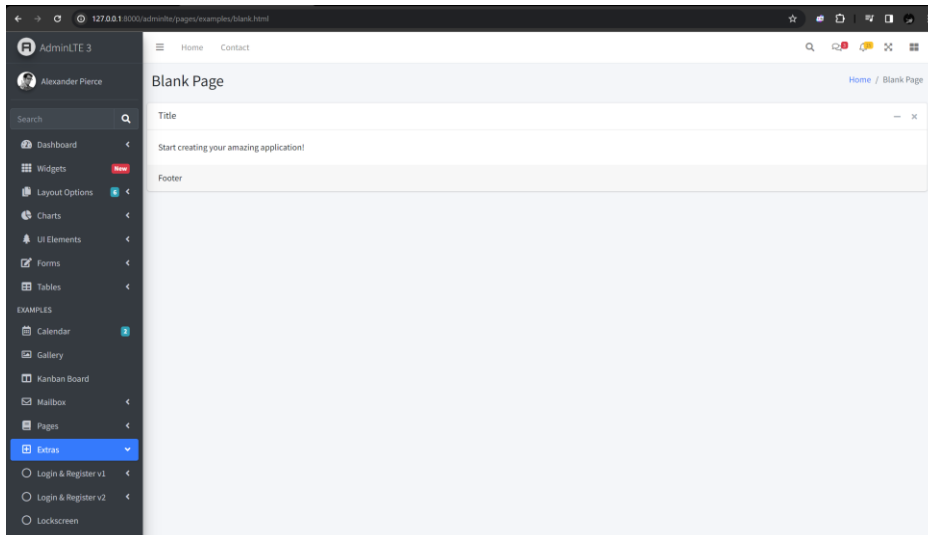 127.0.0.1:8000/adminlte/pages/examples/blank.html
AdminLTE 3
Home Contact
Alexander Pierce
Blank Page
Home / Blank Page
Search
Title
Dashboard
Start creating your amazing application!
Widgets New
Footer
Layout Options 6
Charts
UI Elements
Forms
Tables
EXAMPLES
Calendar 2
Gallery
Kanban Board
Mailbox
Pages
Extras
Login & Register v1
Login & Register v2
Lockscreen